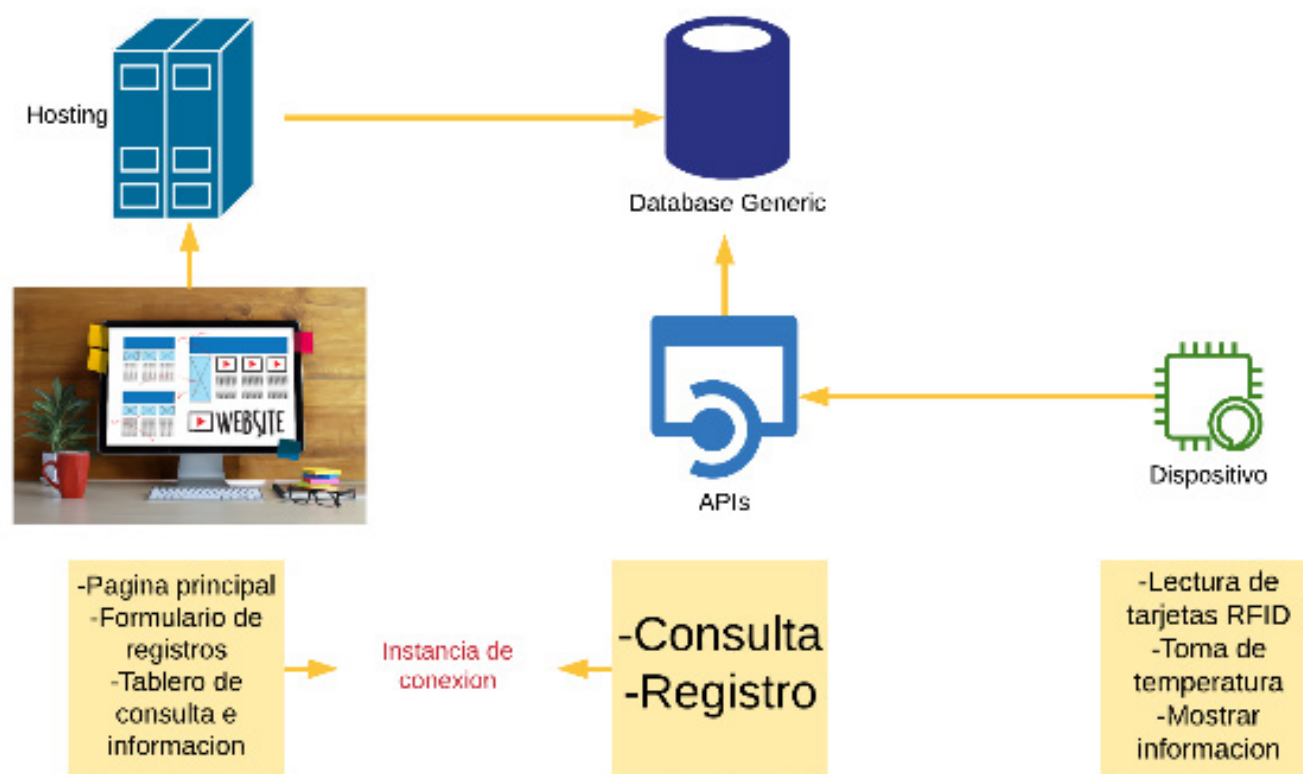 Hosting
Database Generic
WEBSITE
APIs
Dispositivo
-Pagina principal
-Formulario de
registros
-Tablero de
consulta e
informacion
Instancia de
conexion
-Consulta
-Registro
-Lectura de
tarjetas RFID
-Toma de
temperatura
-Mostrar
informacion